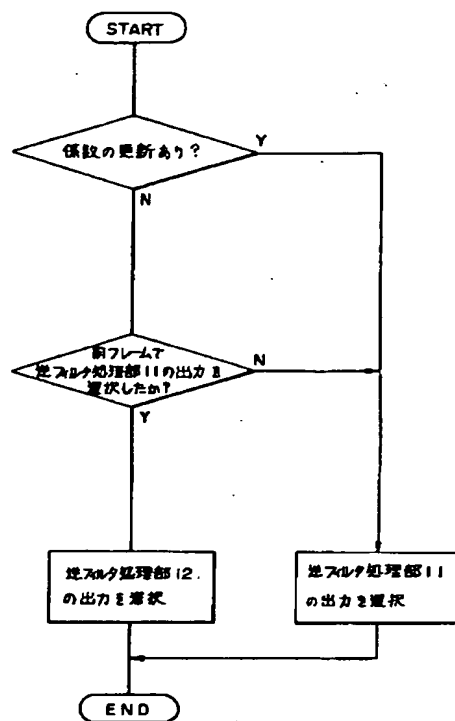 START
係数の更新あり?
Y
N
前フレームで
逆フィルタ処理部11の出力を
選択したか?
N
Y
逆フィルタ処理部12
の出力を選択
逆フィルタ処理部11
の出力を選択
END